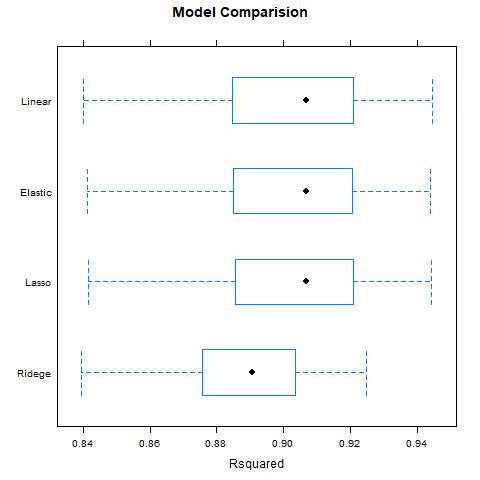 Model Comparision
Linear
Elastic
Lasso
Ridege
0.84 0.86 0.88 0.90 0.92 0.94
Rsquared